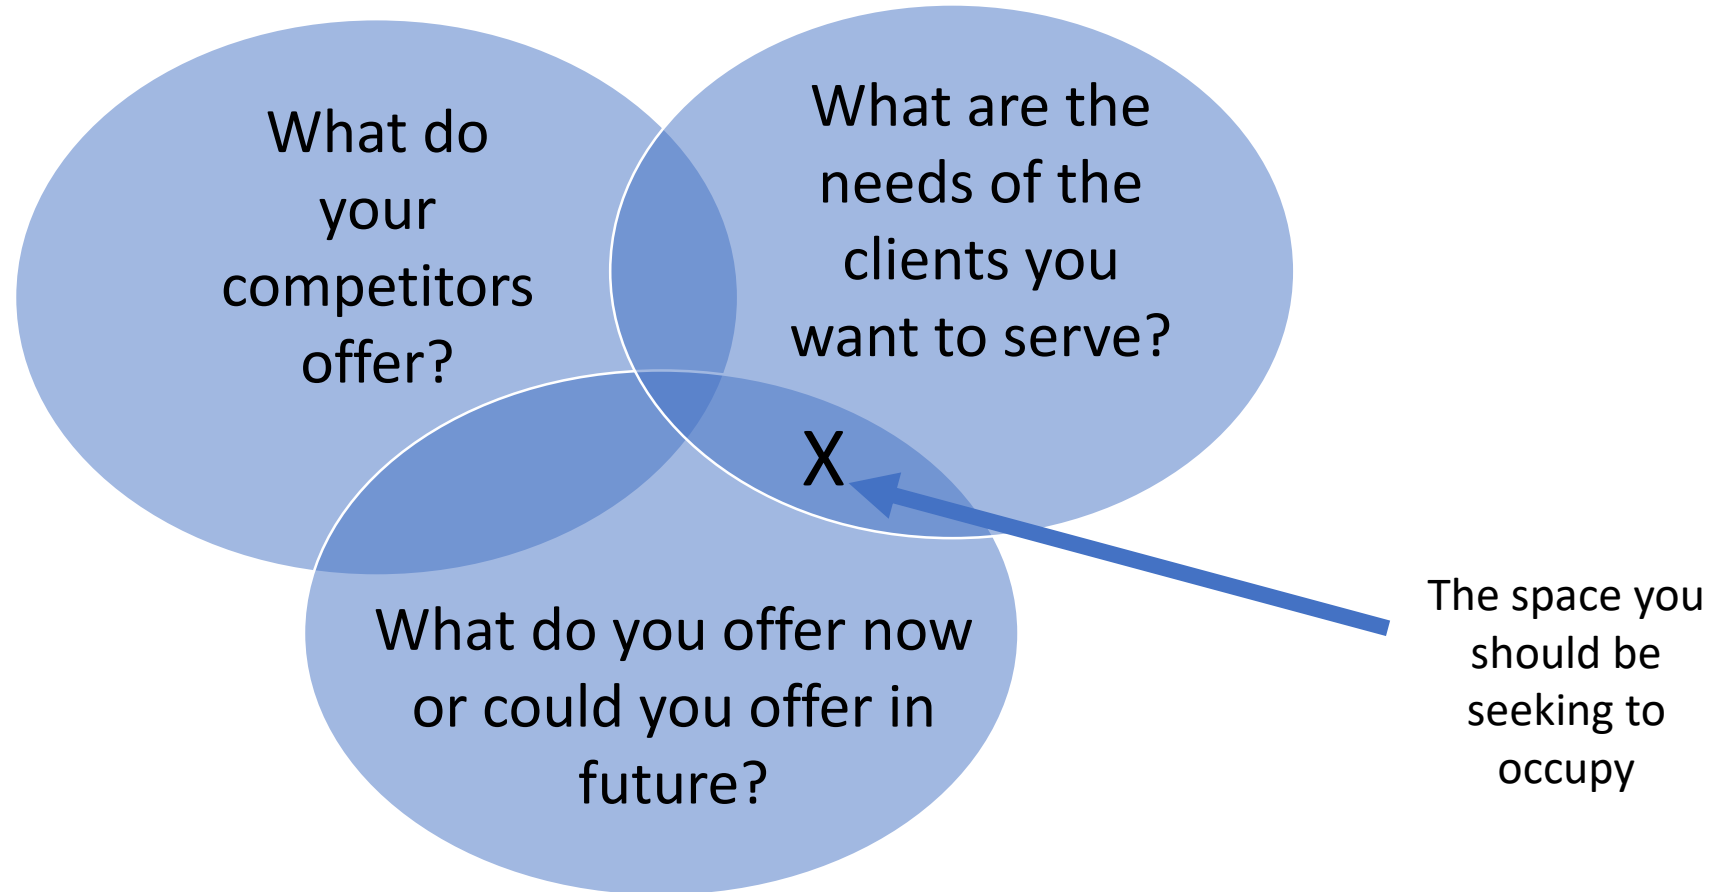 What do
your
competitors
offer?
What are the
needs of the
clients you
want to serve?
X
What do you offer now
or could you offer in
future?
The space you
should be
seeking to
occupy